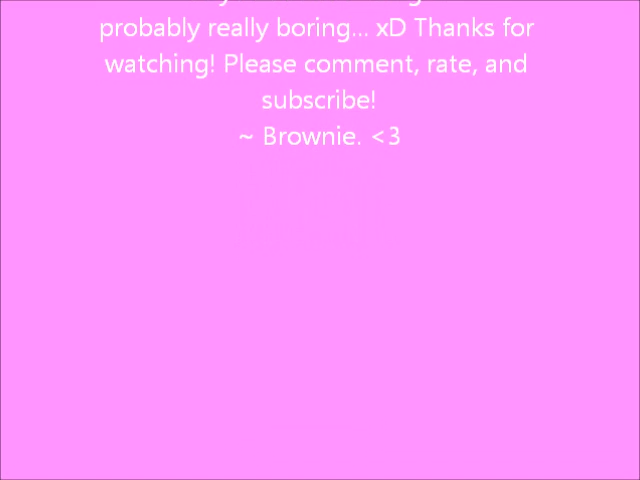 probably really boring... xD Thanks for
watching! Please comment, rate, and
subscribe!
~ Brownie. <3